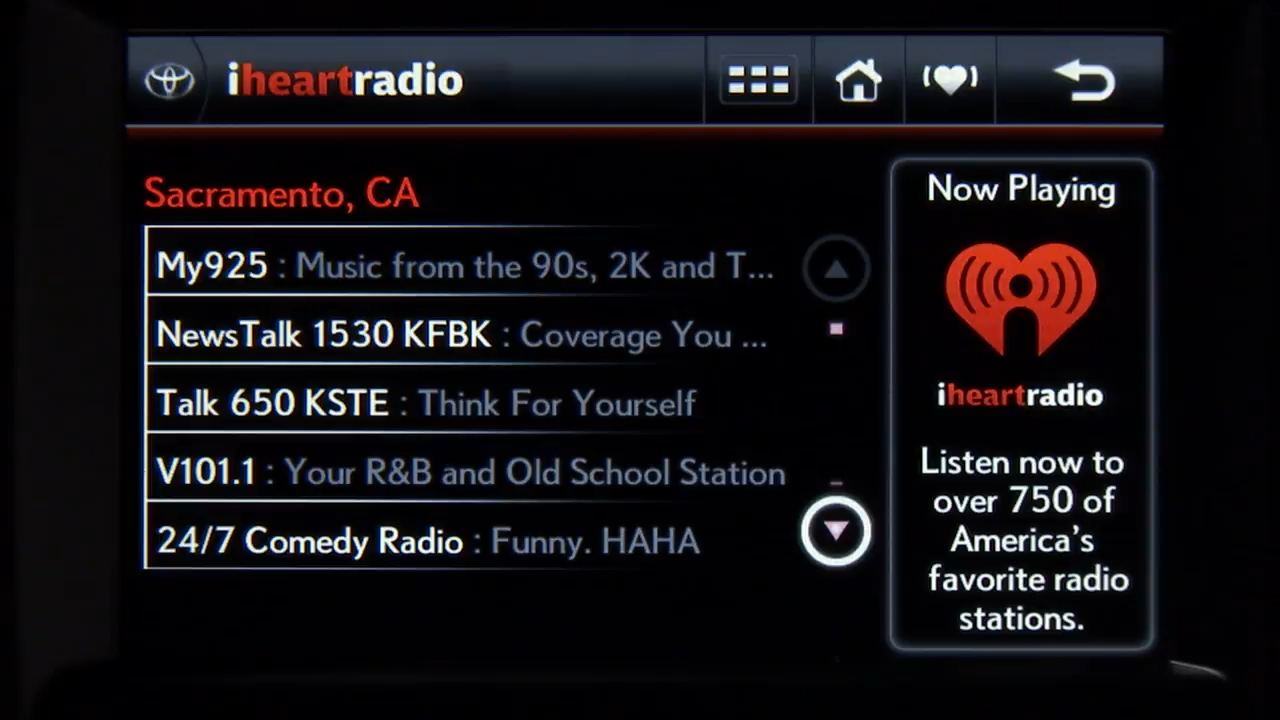 iheartradio
Sacramento, CA
My925 : Music from the 90s, 2K and T...
NewsTalk 1530 KFBK : Coverage You ...
Talk 650 KSTE : Think For Yourself
V101.1 : Your R&B and Old School Station
24/7 Comedy Radio : Funny. HAHA
Now Playing
iheartradio
Listen now to
over 750 of
America's
favorite radio
stations.